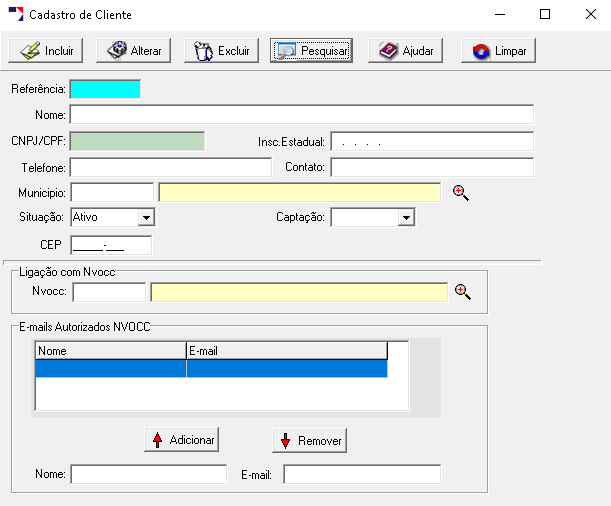 Cadastro de Cliente
Incluir Alterar Excluir Pesquisar Ajudar Limpar
Referência:
Nome:
CNPJ/CPF: Insc.Estadual: . . . .
Telefone: Contato:
Municipio:
Situação: Ativo Captação:
CEP _____-___
Ligação com Nvocc
Nvocc:
E-mails Autorizados NVOCC
Nome E-mail
Adicionar Remover
Nome: E-mail: